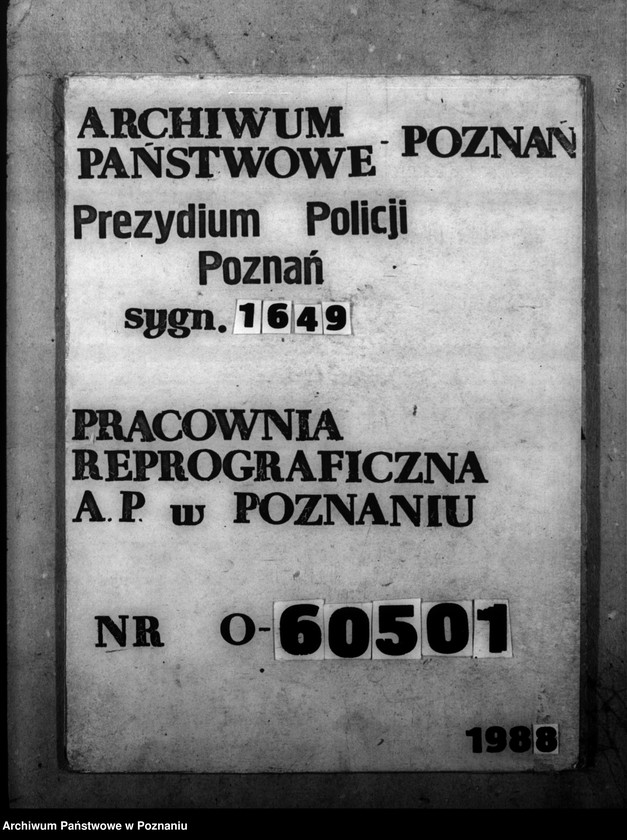 ARCHIWUM
PAŃSTWOWE - POZNAŃ
Prezydium Policji
Poznań
sygn. 1649
PRACOWNIA
REPROGRAFICZNA
A.P. w POZNANIU
NR O-60501
1988
Archiwum Państwowe w Poznaniu